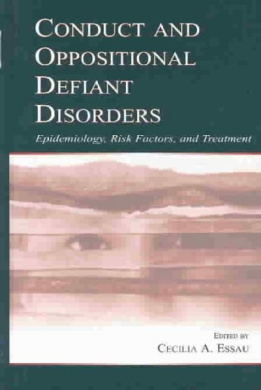 CONDUCT AND
OPPOSITIONAL
DEFIANT
DISORDERS
Epidemiology, Risk Factors, and Treatment
EDITED BY
CECILIA A. ESSAU